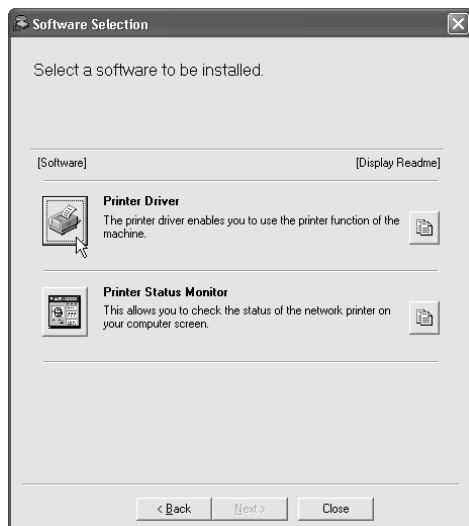 Software Selection
Select a software to be installed.
[Software] [Display Readme]
Printer Driver
The printer driver enables you to use the printer function of the
machine.
Printer Status Monitor
This allows you to check the status of the network printer on
your computer screen.
< Back Next > Close